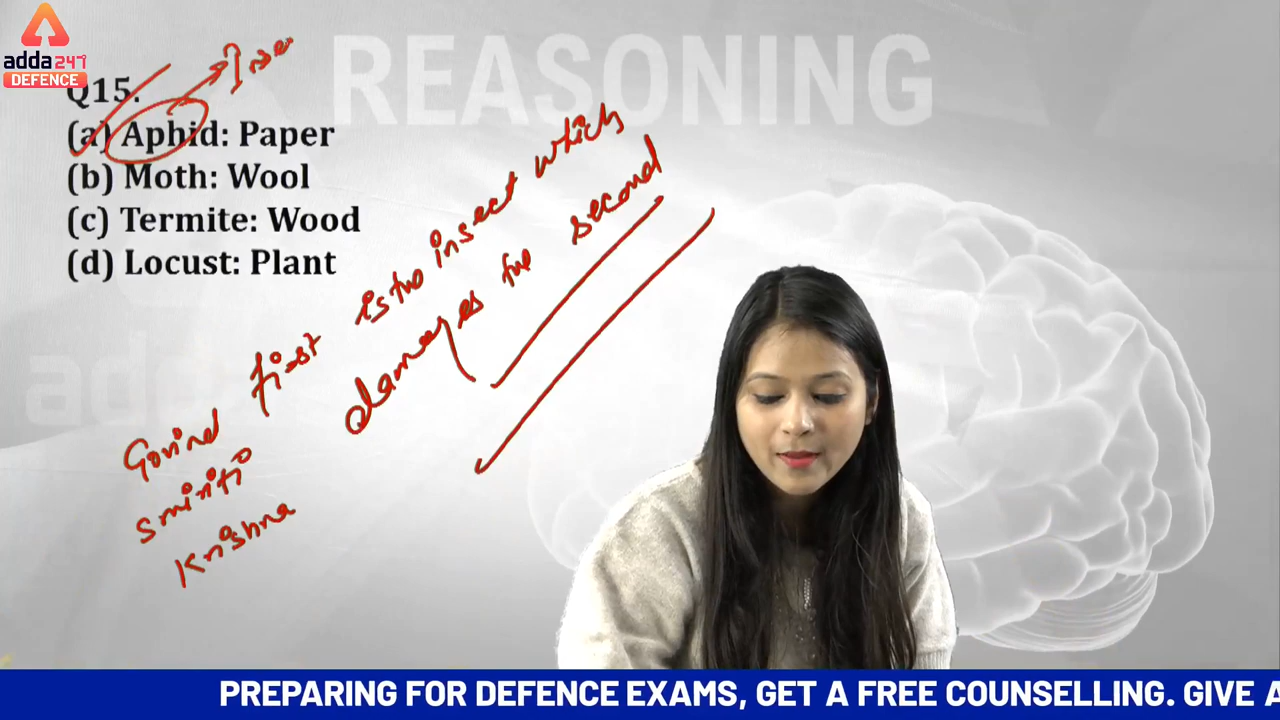 adda247
DEFENCE
REASONING
Q15.
(a) Aphid: Paper
(b) Moth: Wool
(c) Termite: Wood
(d) Locust: Plant
first is the insect which
damages the second
Govind
Smiriti
Krishna
PREPARING FOR DEFENCE EXAMS, GET A FREE COUNSELLING. GIVE A